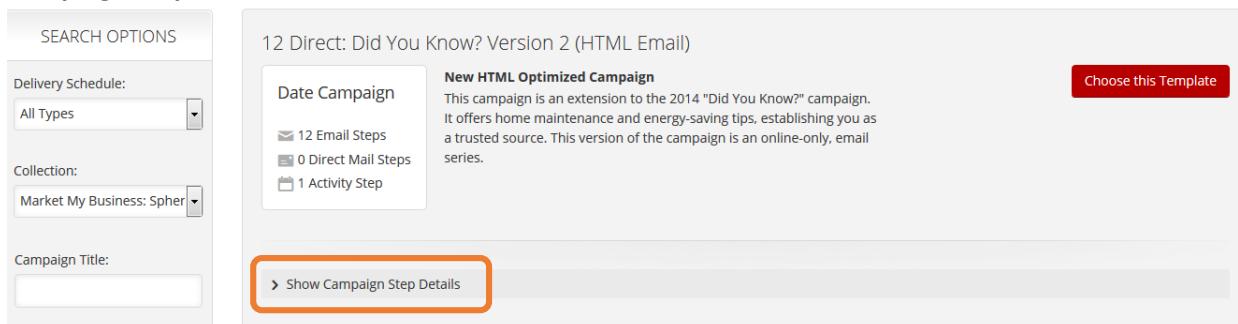 SEARCH OPTIONS
Delivery Schedule:
All Types
Collection:
Market My Business: Spher
Campaign Title:
12 Direct: Did You Know? Version 2 (HTML Email)
Date Campaign
12 Email Steps
0 Direct Mail Steps
1 Activity Step
New HTML Optimized Campaign
This campaign is an extension to the 2014 "Did You Know?" campaign.
It offers home maintenance and energy-saving tips, establishing you as
a trusted source. This version of the campaign is an online-only, email
series.
Choose this Template
Show Campaign Step Details